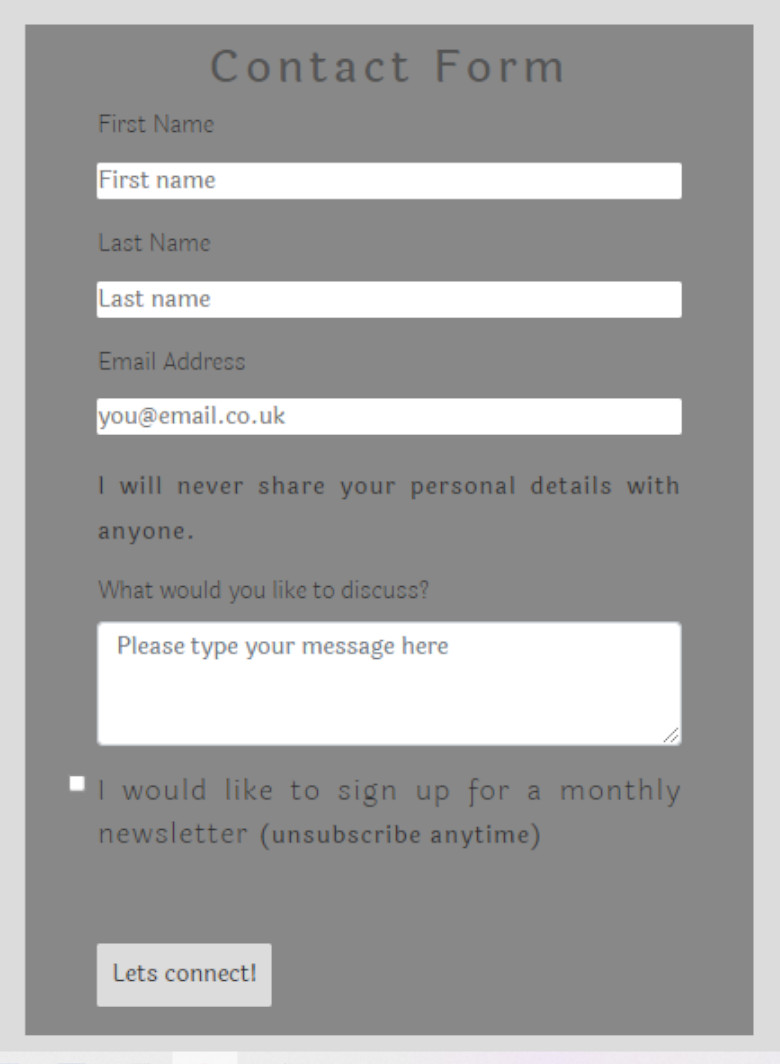 Contact Form
First Name
First name
Last Name
Last name
Email Address
you@email.co.uk
I will never share your personal details with
anyone.
What would you like to discuss?
Please type your message here
I would like to sign up for a monthly
newsletter (unsubscribe anytime)
Lets connect!